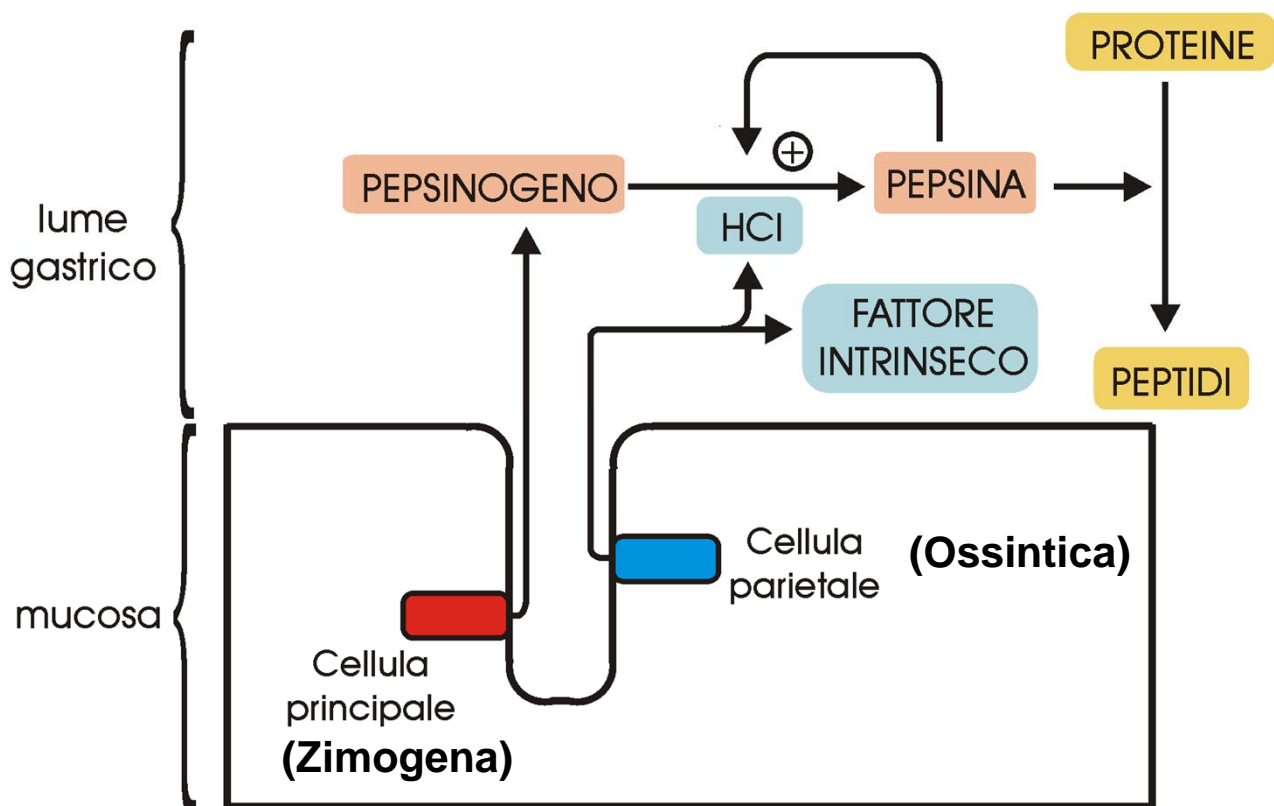 PROTEINE
+
PEPSINOGENO
PEPSINA
HCl
lume
gastrico
FATTORE
INTRINSECO
PEPTIDI
mucosa
Cellula
parietale
(Ossintica)
Cellula
principale
(Zimogena)